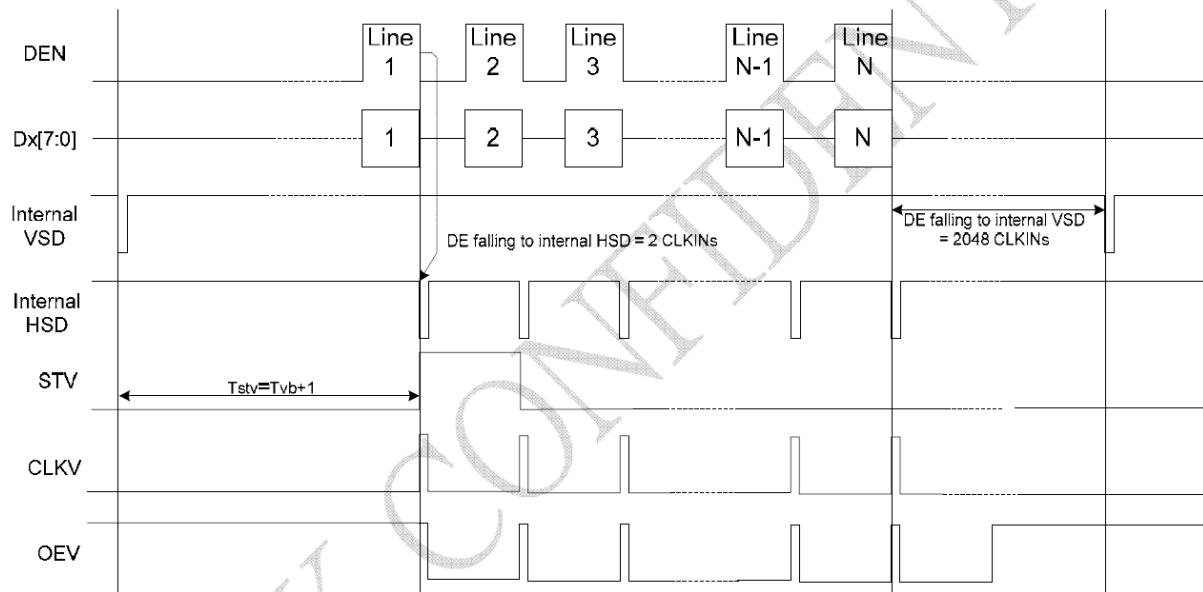 DEN
Line
1
Line
2
Line
3
Line
N-1
Line
N
Dx[7:0]
1
2
3
N-1
N
Internal
VSD
DE falling to internal VSD
= 2048 CLKINs
DE falling to internal HSD = 2 CLKINs
Internal
HSD
STV
Tstv=Tvb+1
CLKV
OEV
CONFIDENT